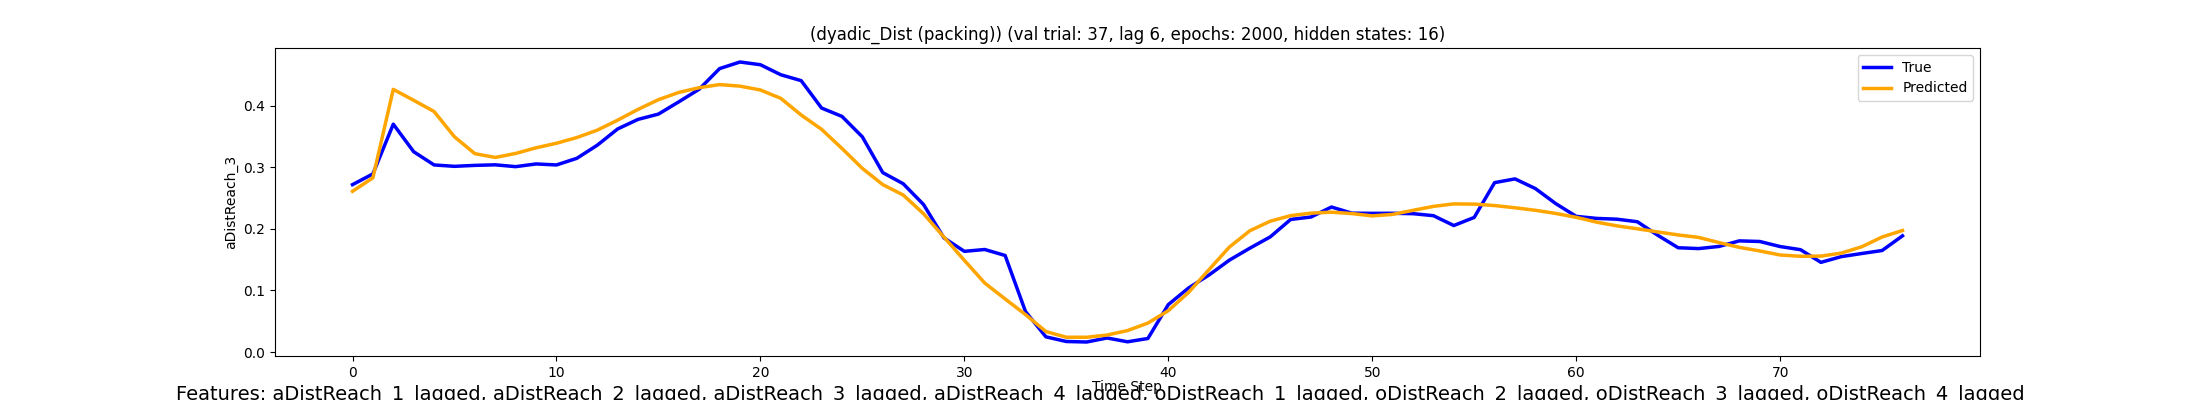 (dyadic_Dist (packing)) (val trial: 37, lag 6, epochs: 2000, hidden states: 16)
True
Predicted
aDistReach_3
0.4
0.3
0.2
0.1
0.0
0 10 20 30 40 50 60 70
Time Step
Features: aDistReach_1_lagged, aDistReach_2_lagged, aDistReach_3_lagged, aDistReach_4_lagged, oDistReach_1_lagged, oDistReach_2_lagged, oDistReach_3_lagged, oDistReach_4_lagged